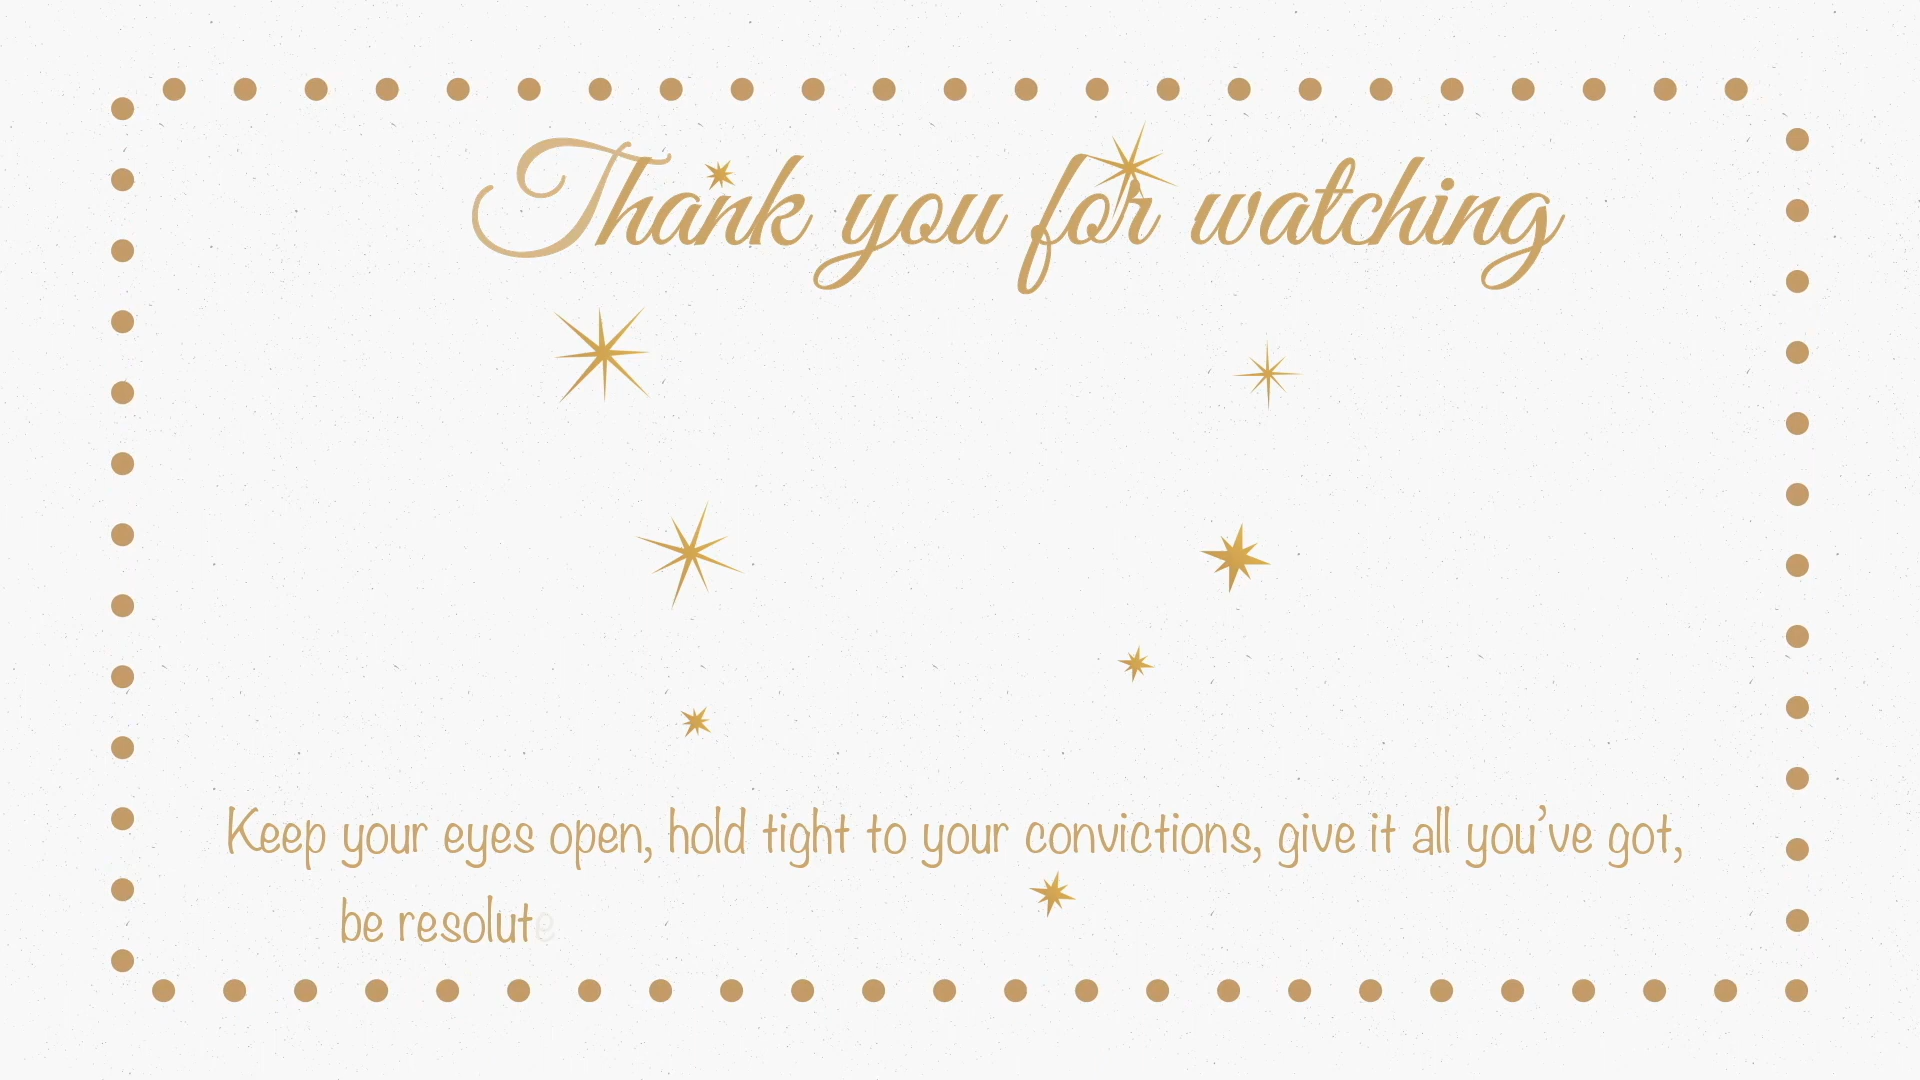 Thank you for watching
Keep your eyes open, hold tight to your convictions, give it all you've got,
be resolute